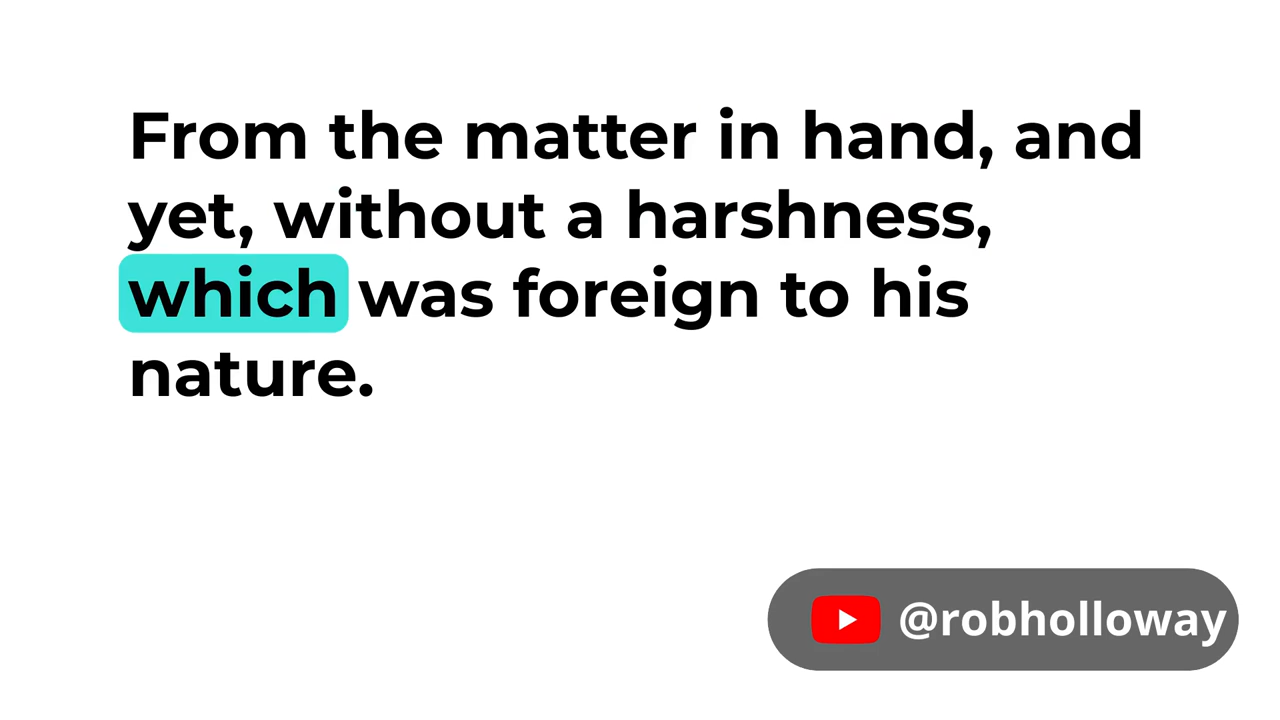 From the matter in hand, and
yet, without a harshness,
which was foreign to his
nature.
@robholloway